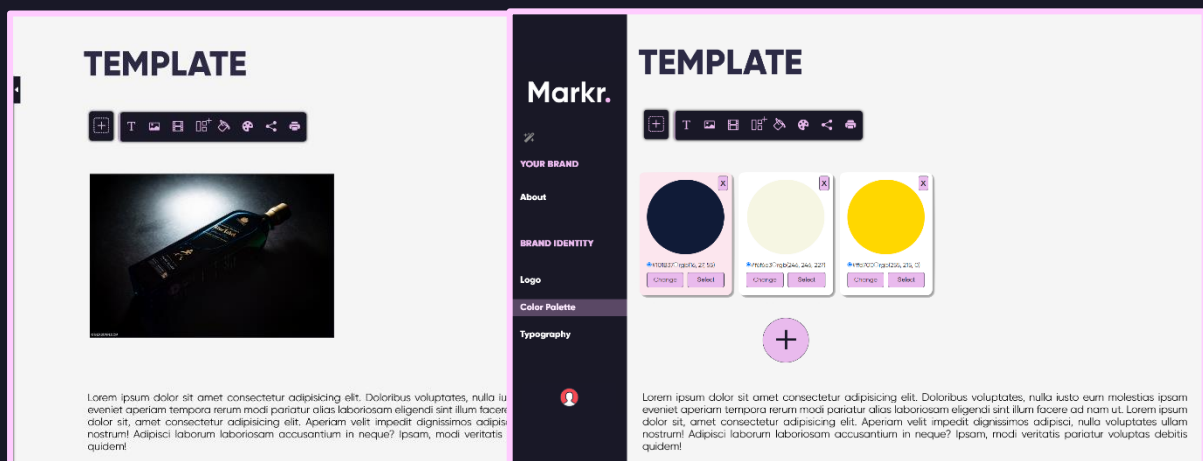 TEMPLATE
Lorem ipsum dolor sit amet consectetur adipisicing elit. Doloribus voluptates, nulla iu
eveniet aperiam tempora rerum modi pariatur alias laboriosam eligendi sint illum facere
dolor sit, amet consectetur adipisicing elit. Aperiam velit impedit dignissimos adipis
nostrum! Adipisci laborum laboriosam accusantium in neque? Ipsam, modi veritatis
quidem!
Markr.
YOUR BRAND
About
BRAND IDENTITY
Logo
Color Palette
Typography
TEMPLATE
X
X
X
Change Select
Change Select
Change Select
Lorem ipsum dolor sit amet consectetur adipisicing elit. Doloribus voluptates, nulla iusto eum molestias ipsam
eveniet aperiam tempora rerum modi pariatur alias laboriosam eligendi sint illum facere ad nam ut. Lorem ipsum
dolor sit, amet consectetur adipisicing elit. Aperiam velit impedit dignissimos adipisci, nulla voluptates ullam
nostrum! Adipisci laborum laboriosam accusantium in neque? Ipsam, modi veritatis pariatur voluptas debitis
quidem!